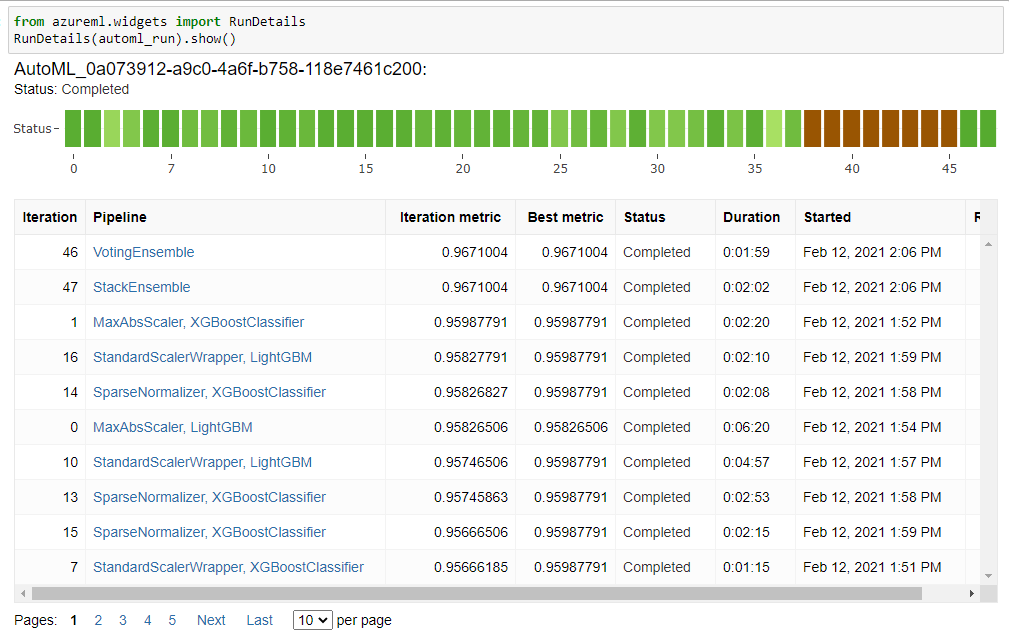 from azureml.widgets import RunDetails
RunDetails(automl_run).show()
AutoML_0a073912-a9c0-4a6f-b758-118e7461c200:
Status: Completed
Status
0 7 10 15 20 25 30 35 40 45
Iteration Pipeline Iteration metric Best metric Status Duration Started
46 VotingEnsemble 0.9671004 0.9671004 Completed 0:01:59 Feb 12, 2021 2:06 PM
47 StackEnsemble 0.9671004 0.9671004 Completed 0:02:02 Feb 12, 2021 2:06 PM
1 MaxAbsScaler, XGBoostClassifier 0.95987791 0.95987791 Completed 0:02:20 Feb 12, 2021 1:52 PM
16 StandardScalerWrapper, LightGBM 0.95827791 0.95987791 Completed 0:02:10 Feb 12, 2021 1:59 PM
14 SparseNormalizer, XGBoostClassifier 0.95826827 0.95987791 Completed 0:02:08 Feb 12, 2021 1:58 PM
0 MaxAbsScaler, LightGBM 0.95826506 0.95826506 Completed 0:06:20 Feb 12, 2021 1:54 PM
10 StandardScalerWrapper, LightGBM 0.95746506 0.95987791 Completed 0:04:57 Feb 12, 2021 1:57 PM
13 SparseNormalizer, XGBoostClassifier 0.95745863 0.95987791 Completed 0:02:53 Feb 12, 2021 1:58 PM
15 SparseNormalizer, XGBoostClassifier 0.95666506 0.95987791 Completed 0:02:15 Feb 12, 2021 1:59 PM
7 StandardScalerWrapper, XGBoostClassifier 0.95666185 0.95987791 Completed 0:01:15 Feb 12, 2021 1:51 PM
Pages: 1 2 3 4 5 Next Last 10 per page